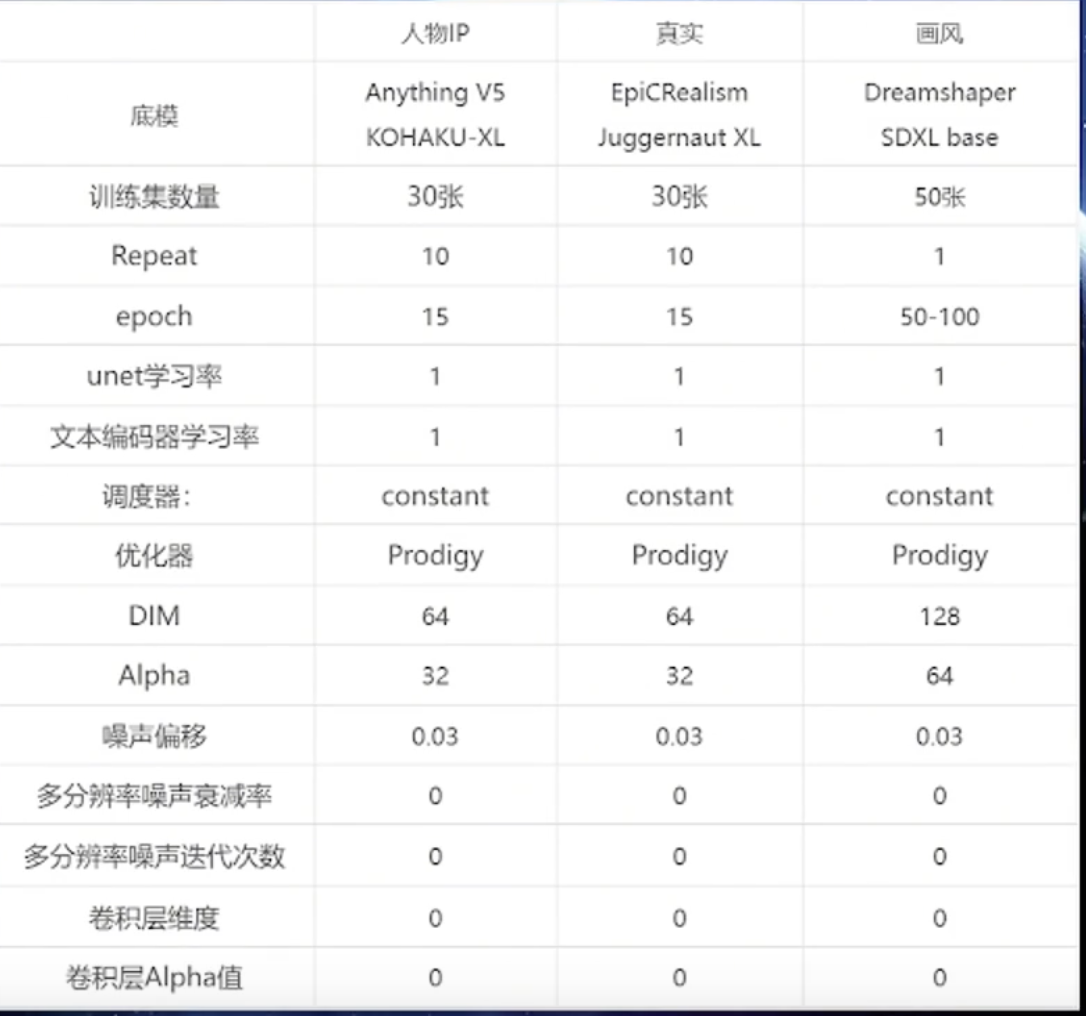 人物IP 真实 画风
底模 Anything V5 EpiCRealism Dreamshaper
KOHAKU-XL Juggernaut XL SDXL base
训练集数量 30张 30张 50张
Repeat 10 10 1
epoch 15 15 50-100
unet学习率 1 1 1
文本编码器学习率 1 1 1
调度器: constant constant constant
优化器 Prodigy Prodigy Prodigy
DIM 64 64 128
Alpha 32 32 64
噪声偏移 0.03 0.03 0.03
多分辨率噪声衰减率 0 0 0
多分辨率噪声迭代次数 0 0 0
卷积层维度 0 0 0
卷积层Alpha值 0 0 0